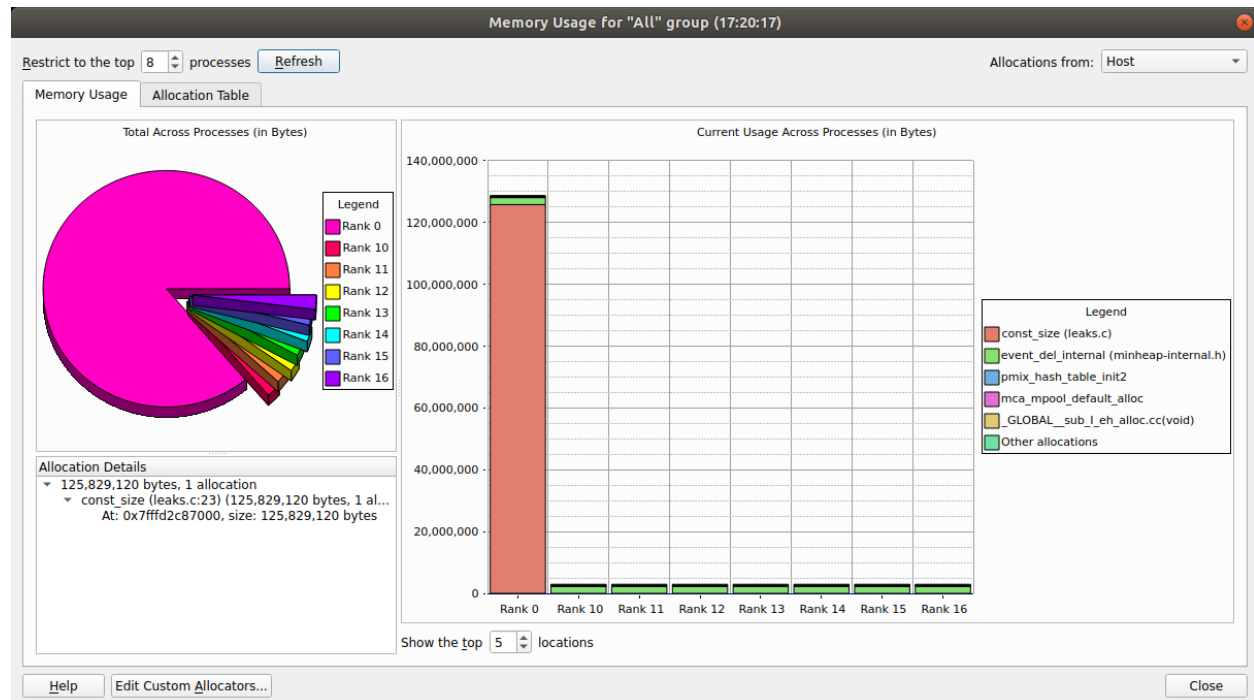 Memory Usage for "All" group (17:20:17)
Restrict to the top 8 processes Refresh
Allocations from: Host
Memory Usage Allocation Table
Total Across Processes (in Bytes)
Legend
Rank 0
Rank 10
Rank 11
Rank 12
Rank 13
Rank 14
Rank 15
Rank 16
Allocation Details
125,829,120 bytes, 1 allocation
const_size (leaks.c:23) (125,829,120 bytes, 1 al...
At: 0x7fffd2c87000, size: 125,829,120 bytes
Current Usage Across Processes (in Bytes)
140,000,000
120,000,000
100,000,000
80,000,000
60,000,000
40,000,000
20,000,000
0
Rank 0 Rank 10 Rank 11 Rank 12 Rank 13 Rank 14 Rank 15 Rank 16
Legend
const_size (leaks.c)
event_del_internal (minheap-internal.h)
pmix_hash_table_init2
mca_mpool_default_alloc
_GLOBAL__sub_I_eh_alloc.cc(void)
Other allocations
Show the top 5 locations
Help Edit Custom Allocators... Close